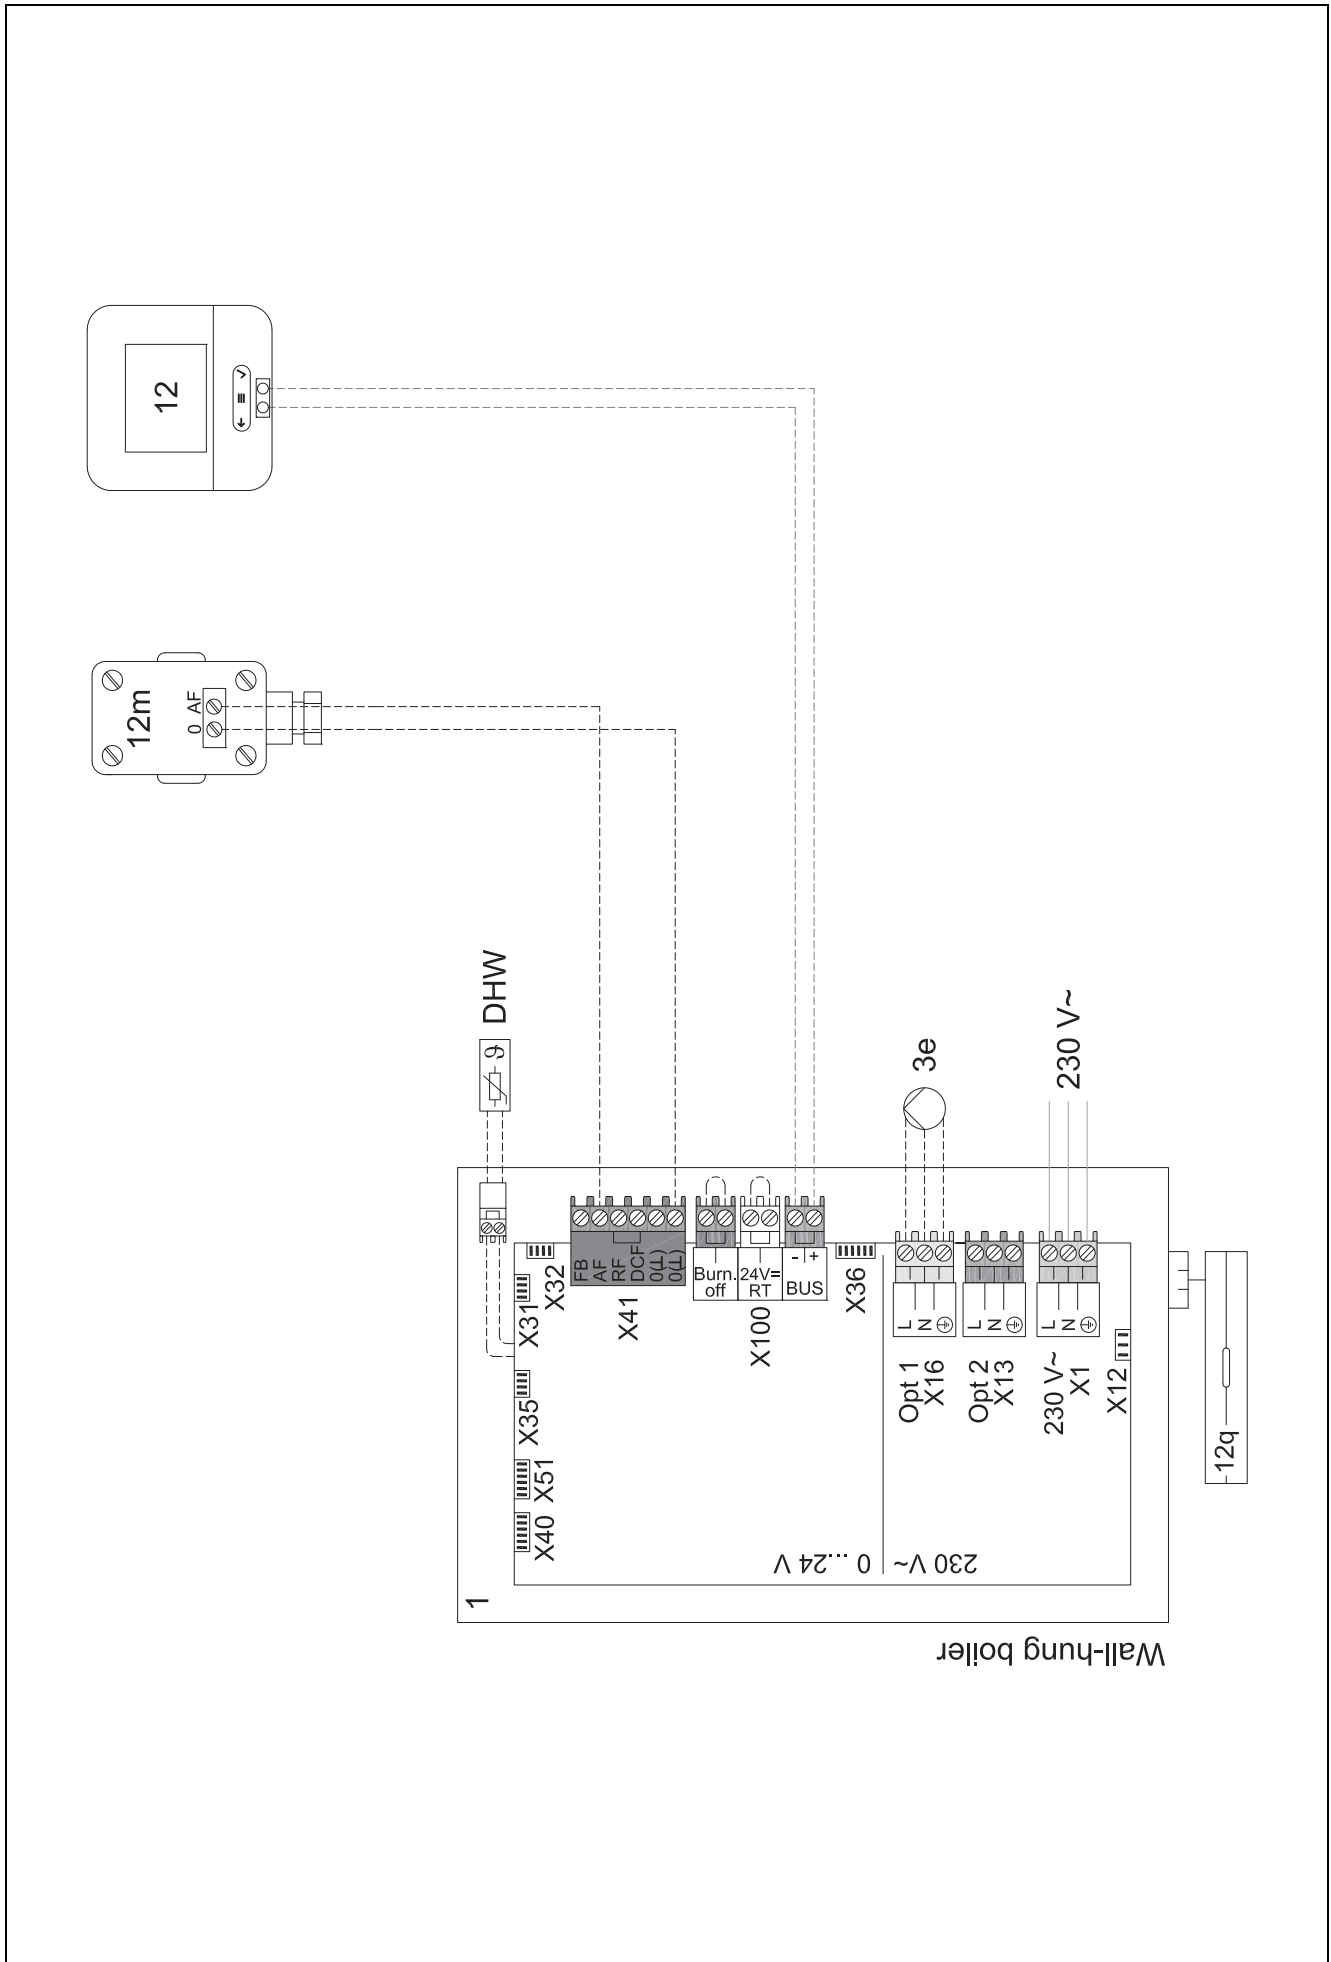 12
12m
0 AF
DHW
3e
230 V~
X32
X31
X35
X51
X40
FB
AF
RF
DCF
0(⊥)
0(⊥)
X41
Burn.
off
24V=
RT
X100
- +
BUS
X36
L
N
Opt 1
X16
L
N
Opt 2
X13
L
N
230 V~
X1
X12
12q
0 ...24 V
230 V~
1
Wall-hung boiler